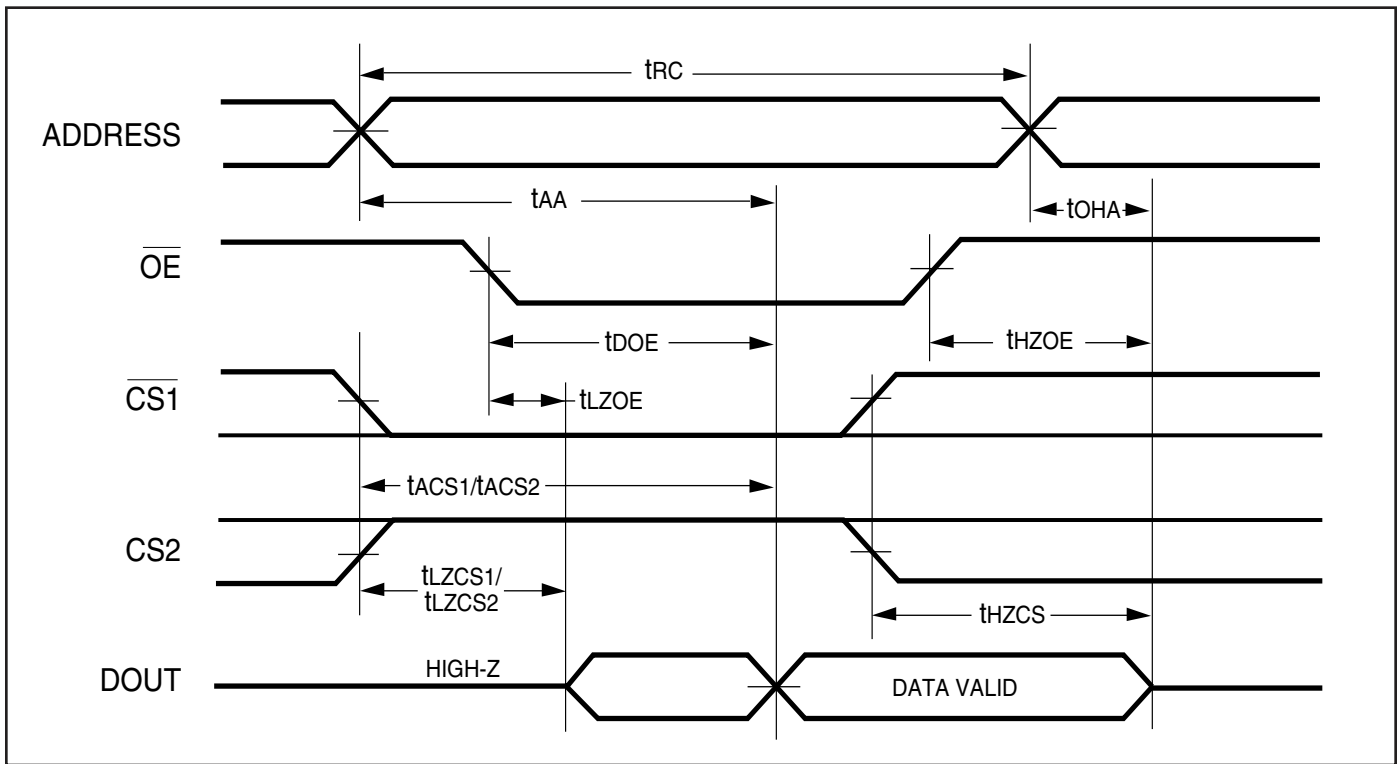 tRC
ADDRESS
tAA
tOHA
OE
tDOE
tHZOE
CS1
tLZOE
tACS1/tACS2
CS2
tLZCS1/
tLZCS2
tHZCS
DOUT
HIGH-Z
DATA VALID